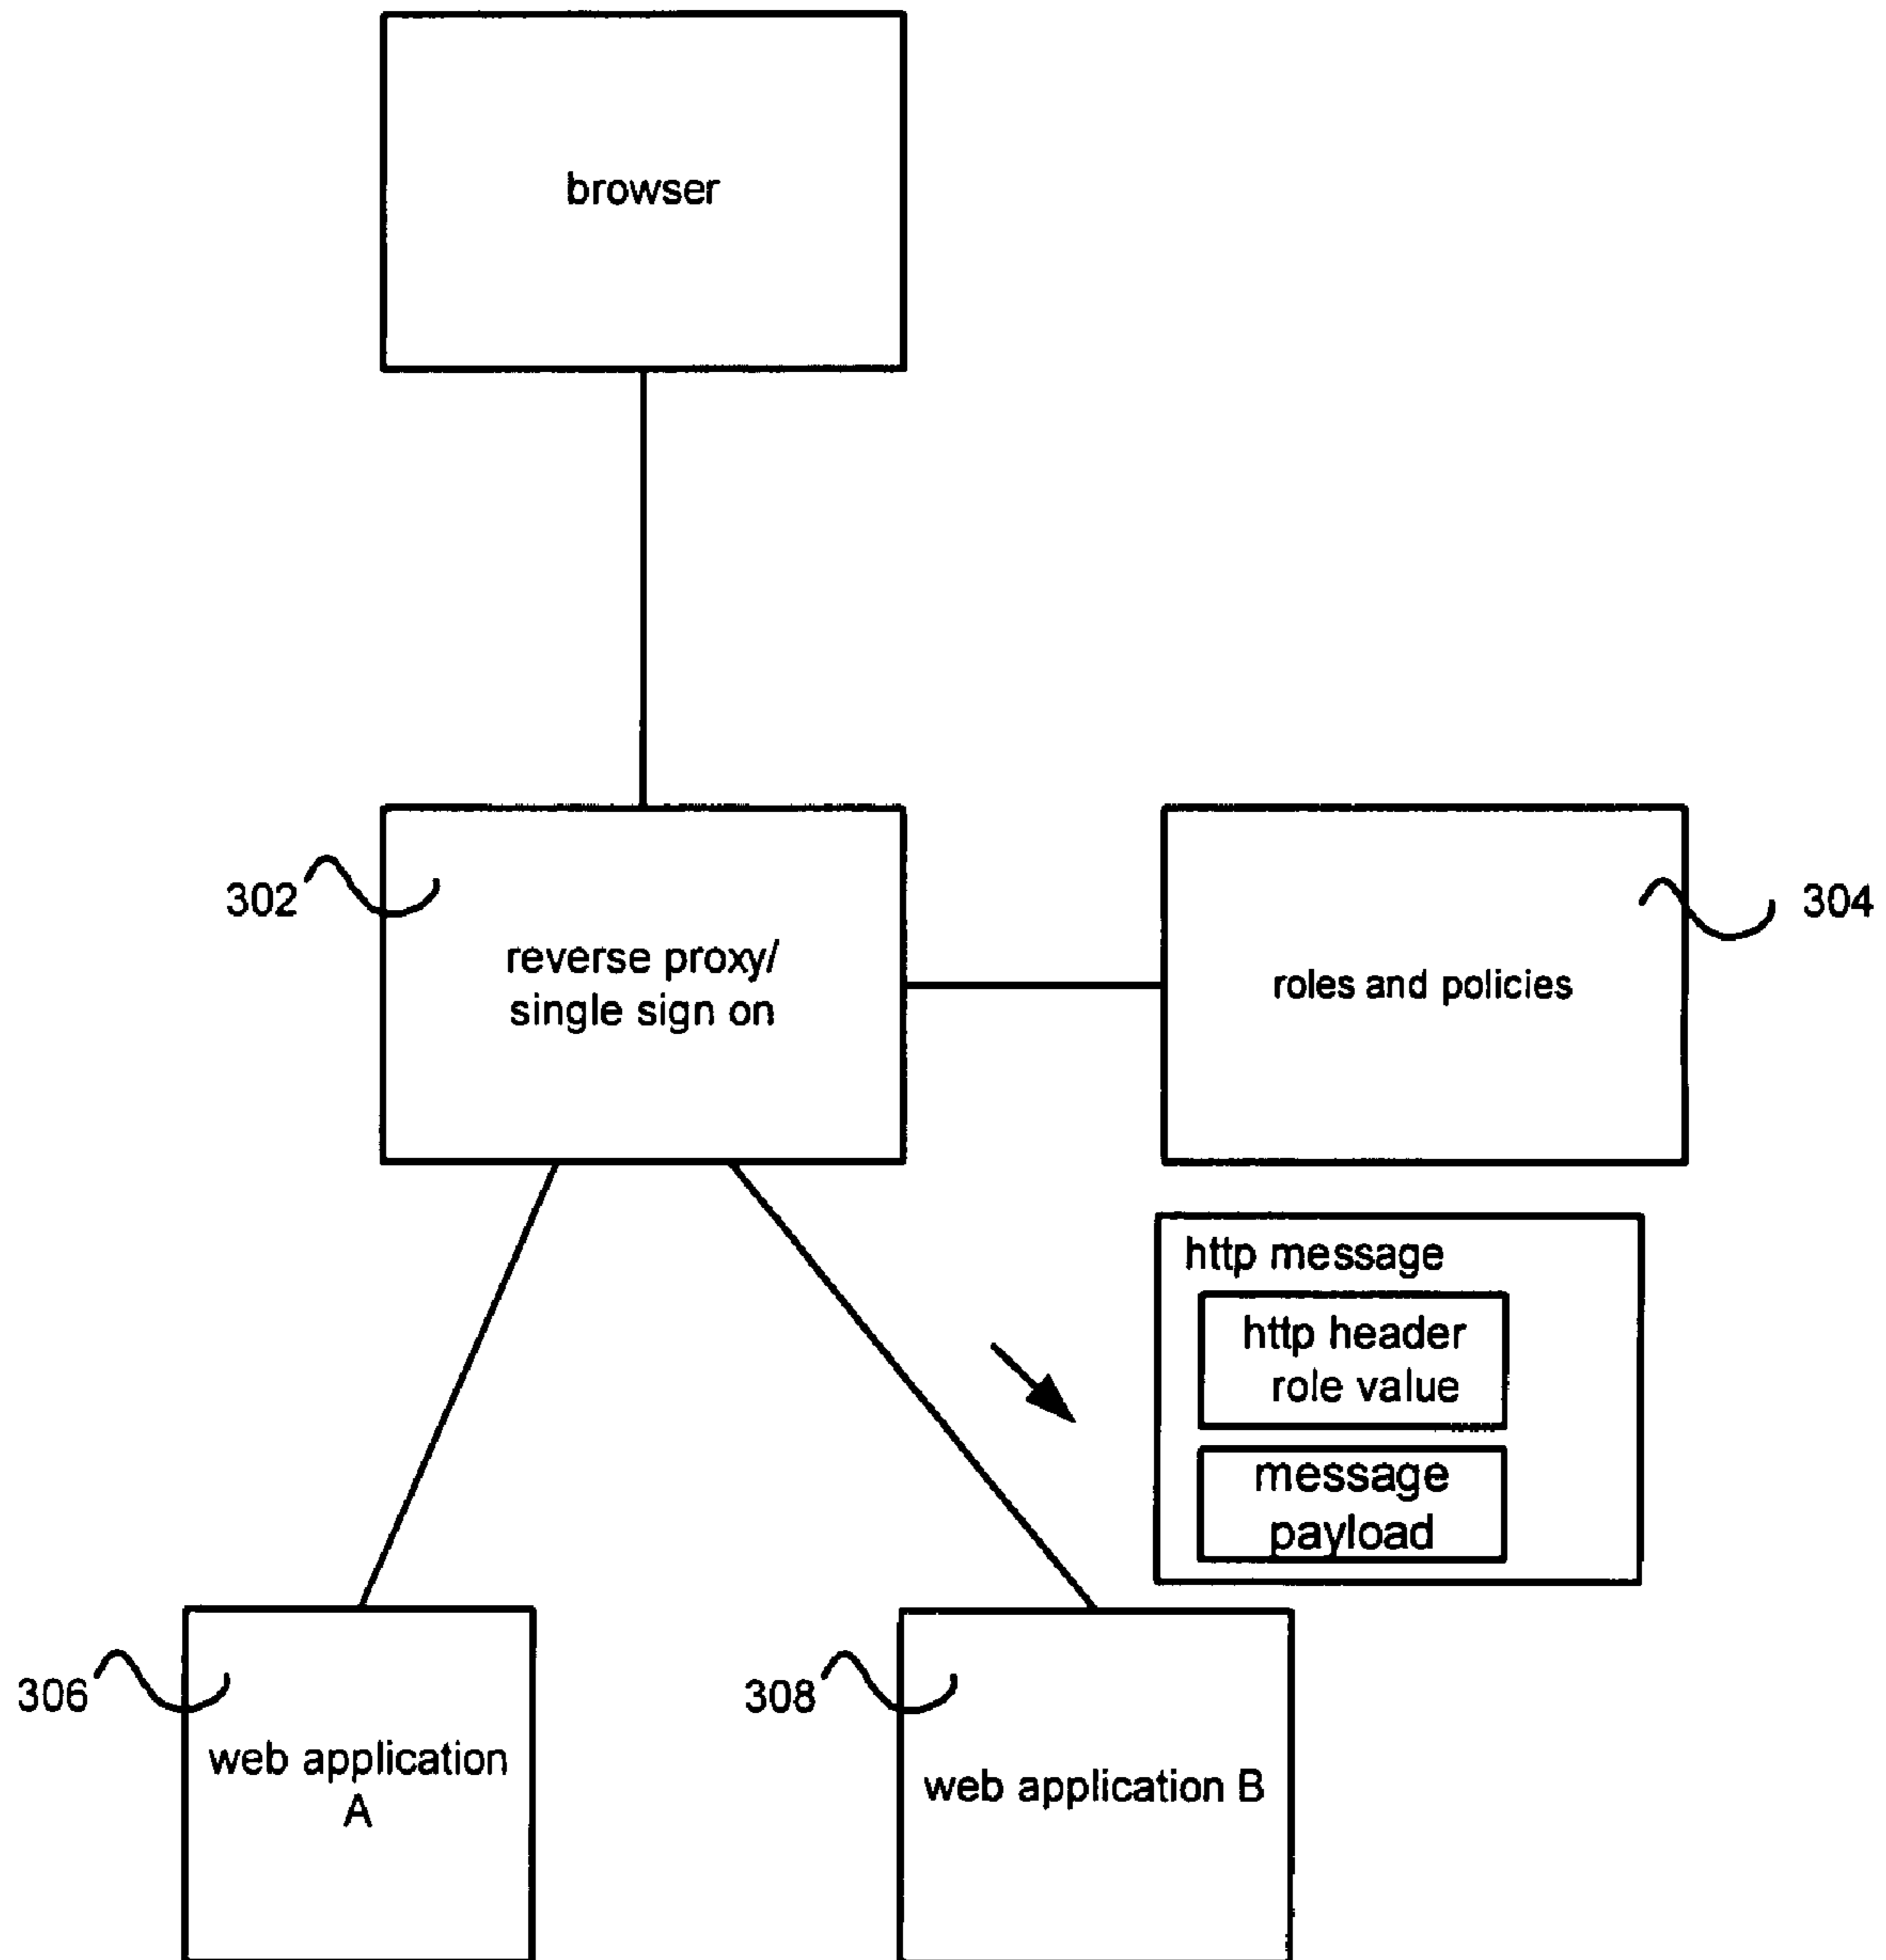 browser
302
reverse proxy/
single sign on
roles and policies
304
http message
http header
role value
message
payload
306
web application
A
308
web application B